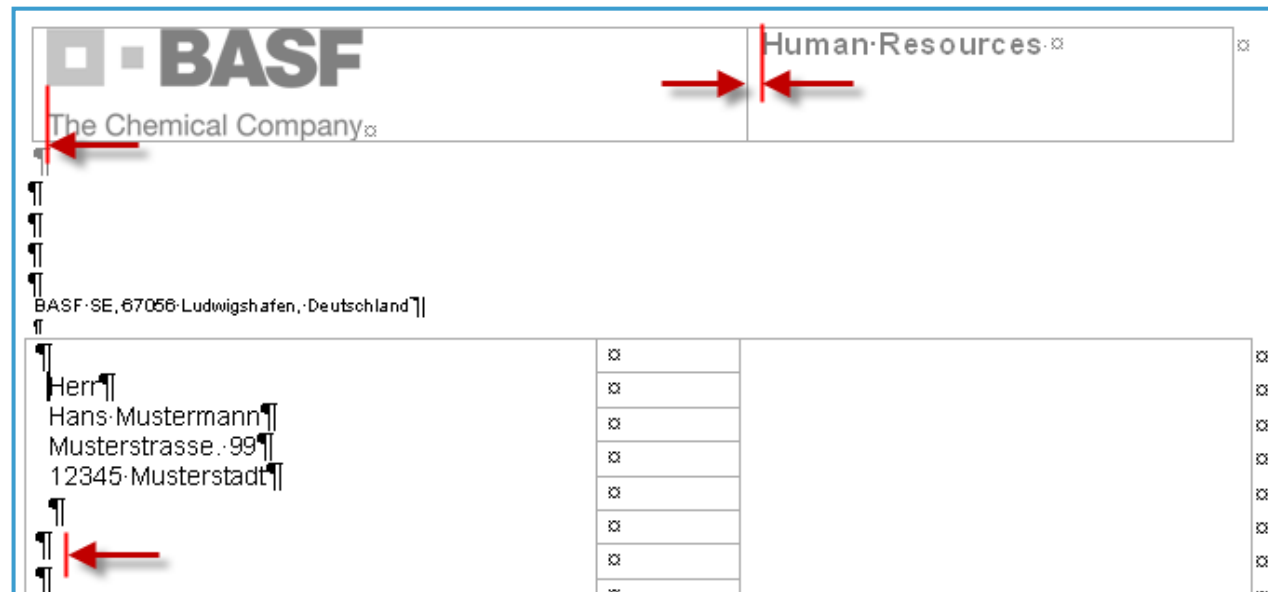 BASF
Human·Resources·¤ ¤
The Chemical Company¤
¶
¶
¶
¶
¶
BASF·SE,·67056·Ludwigshafen,·Deutschland¶
¶
¶ ¤ ¤
Herr¶ ¤ ¤
Hans·Mustermann¶ ¤ ¤
Musterstrasse.·99¶ ¤ ¤
12345·Musterstadt¶ ¤ ¤
¶ ¤ ¤
¶ ¤ ¤
¶